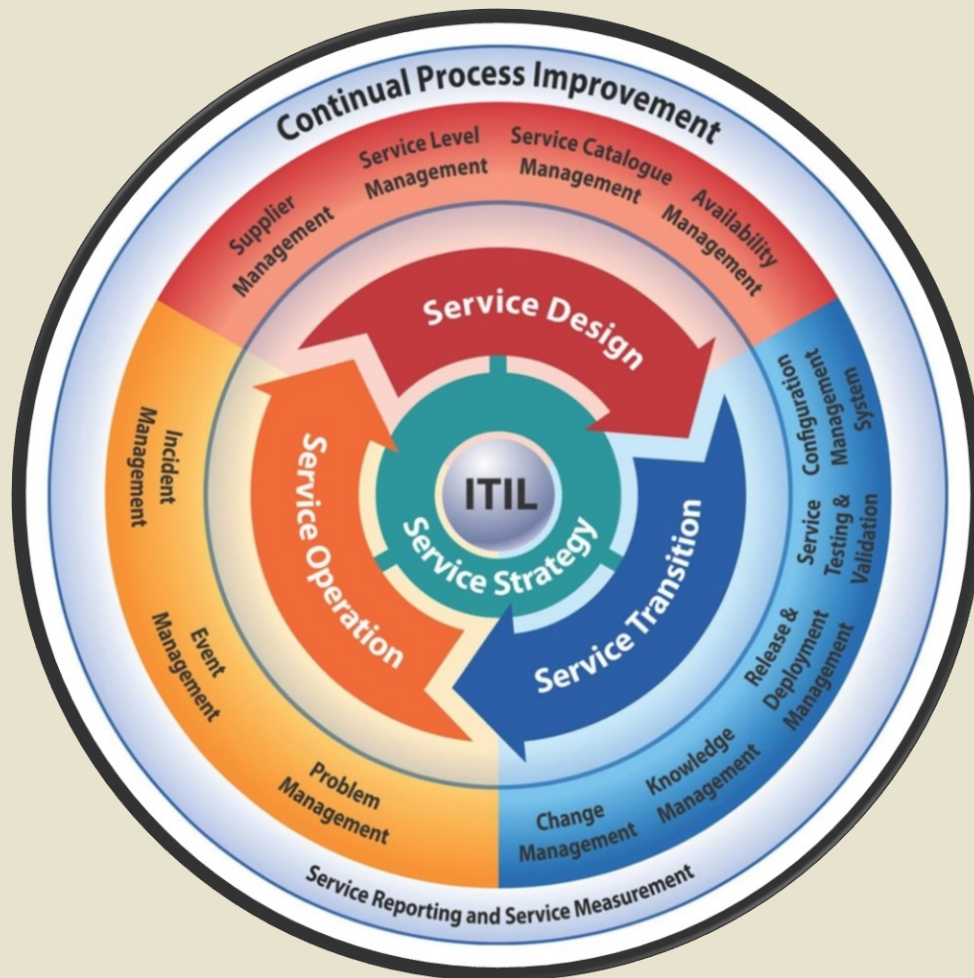 Continual Process Improvement
Supplier
Management
Service Level
Management
Service Catalogue
Management
Availability
Management
Configuration
Management
System
Service
Testing &
Validation
Release &
Deployment
Management
Knowledge
Management
Change
Management
Problem
Management
Event
Management
Incident
Management
Service Design
Service Transition
Service Operation
Service Strategy
ITIL
Service Reporting and Service Measurement